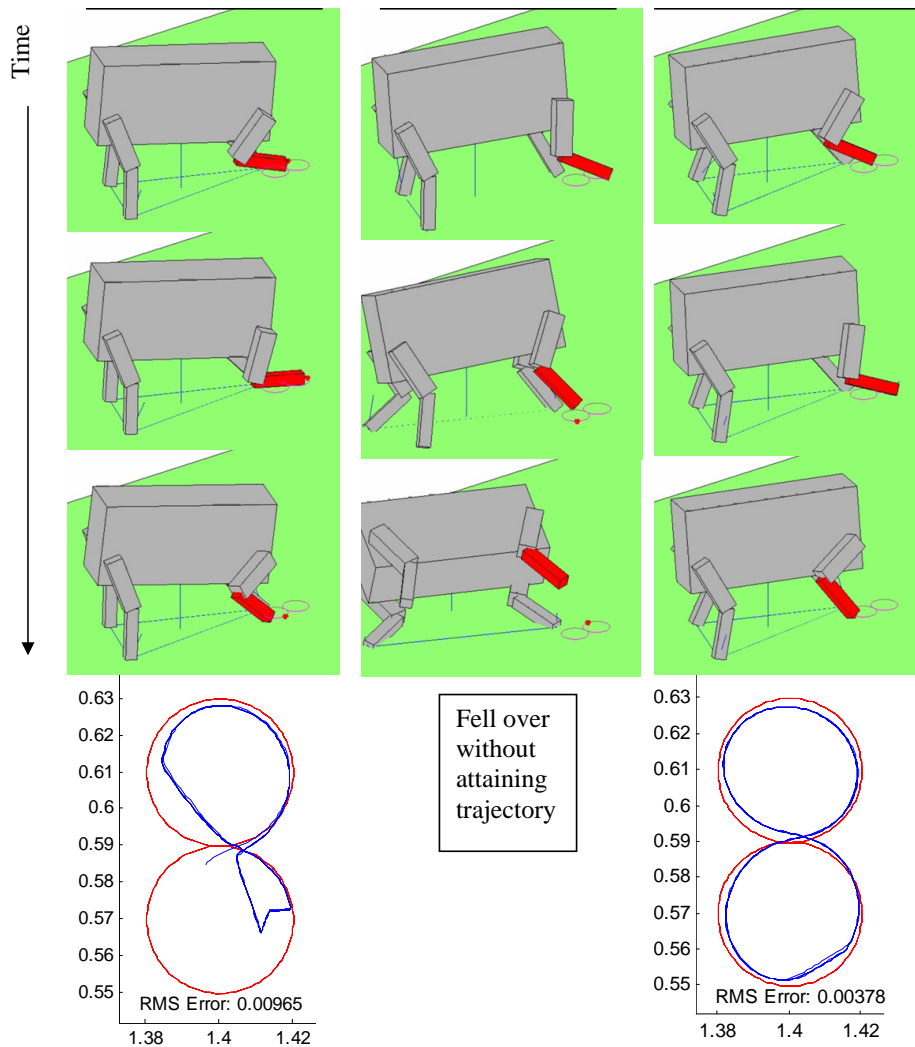 Time
0.63
0.62
0.61
0.6
0.59
0.58
0.57
0.56
0.55
RMS Error: 0.00965
1.38 1.4 1.42
Fell over
without
attaining
trajectory
0.63
0.62
0.61
0.6
0.59
0.58
0.57
0.56
0.55
RMS Error: 0.00378
1.38 1.4 1.42